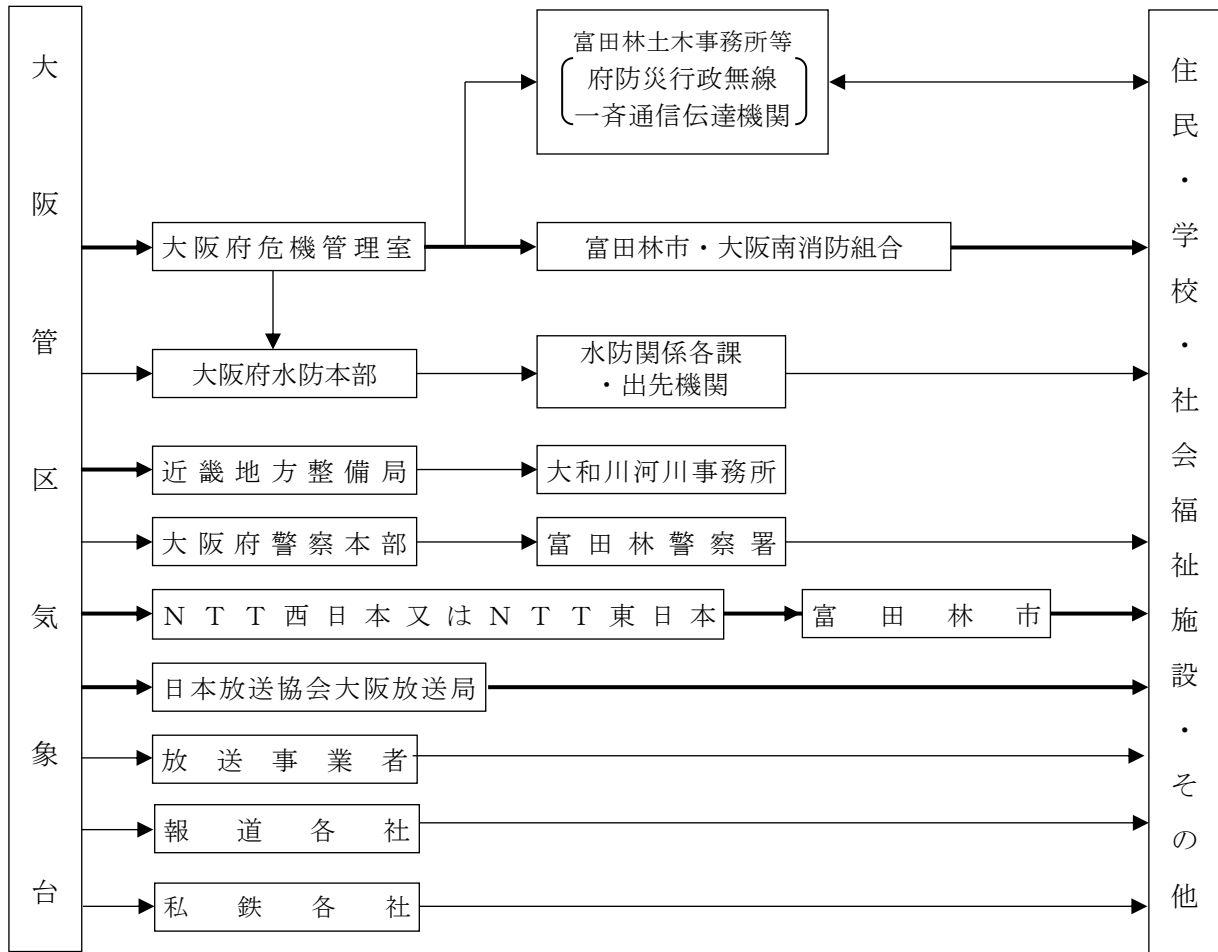 大阪管区気象台
富田林土木事務所等
府防災行政無線
一斉通信伝達機関
大阪府危機管理室
富田林市・大阪南消防組合
大阪府水防本部
水防関係各課
・出先機関
近畿地方整備局
大和川河川事務所
大阪府警察本部
富田林警察署
NTT西日本又はNTT東日本
富田林市
日本放送協会大阪放送局
放送事業者
報道各社
私鉄各社
住民・学校・社会福祉施設・その他